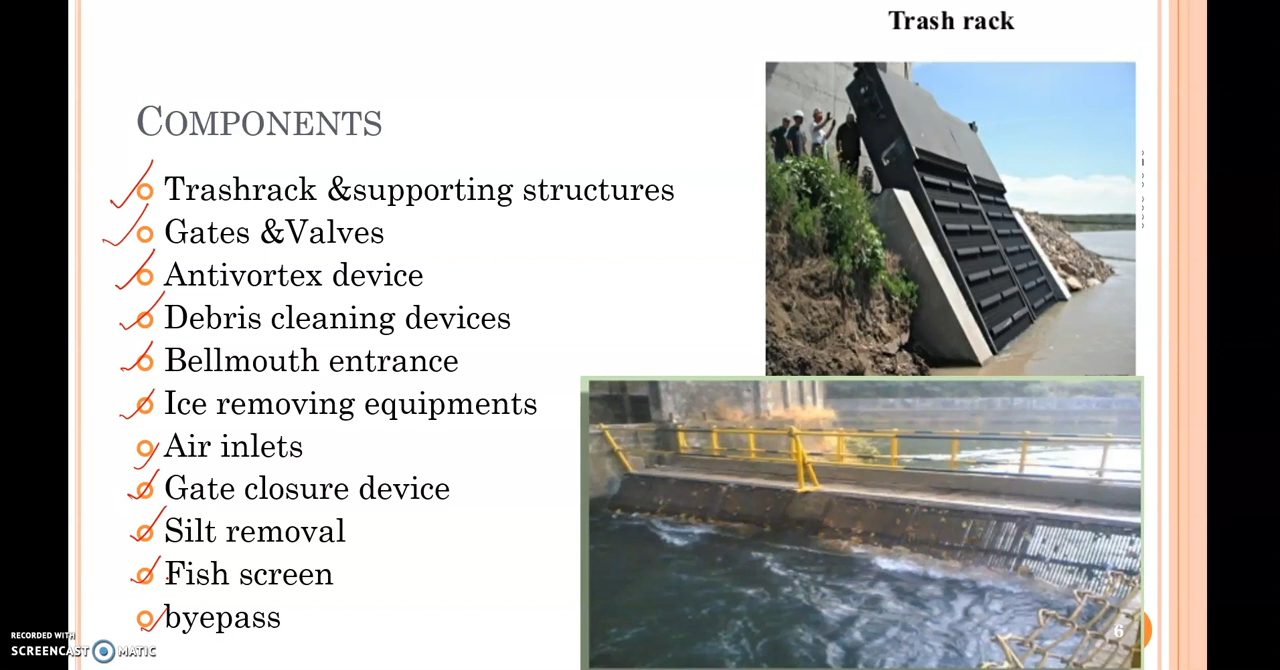 Trash rack
COMPONENTS
Trashrack &supporting structures
Gates &Valves
Antivortex device
Debris cleaning devices
Bellmouth entrance
Ice removing equipments
Air inlets
Gate closure device
Silt removal
Fish screen
byepass
6
RECORDED WITH
SCREENCAST MATIC